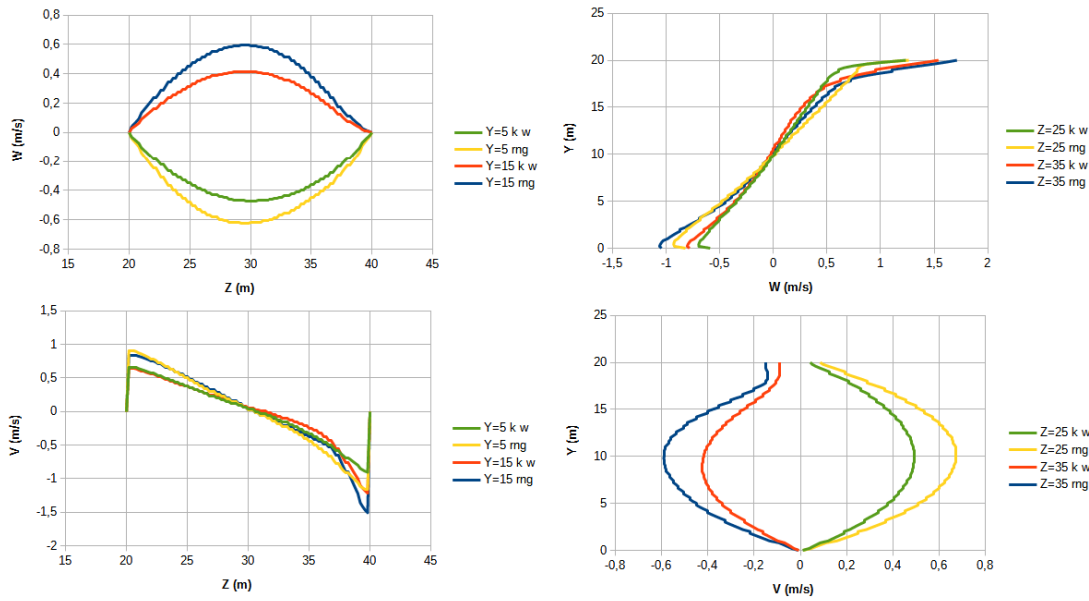 0,8
0,6
0,4
0,2
0
-0,2
-0,4
-0,6
-0,8
W (m/s)
15 20 25 30 35 40 45
Z (m)
Y=5 k w
Y=5 rng
Y=15 k w
Y=15 rng
25
20
15
10
5
0
Y (m)
-1,5 -1 -0,5 0 0,5 1 1,5 2
W (m/s)
Z=25 k w
Z=25 rng
Z=35 k w
Z=35 rng
1,5
1
0,5
0
-0,5
-1
-1,5
-2
V (m/s)
15 20 25 30 35 40 45
Z (m)
Y=5 k w
Y=5 rng
Y=15 k w
Y=15 rng
25
20
15
10
5
0
Y (m)
-0,8 -0,6 -0,4 -0,2 0 0,2 0,4 0,6 0,8
V (m/s)
Z=25 k w
Z=25 rng
Z=35 k w
Z=35 rng